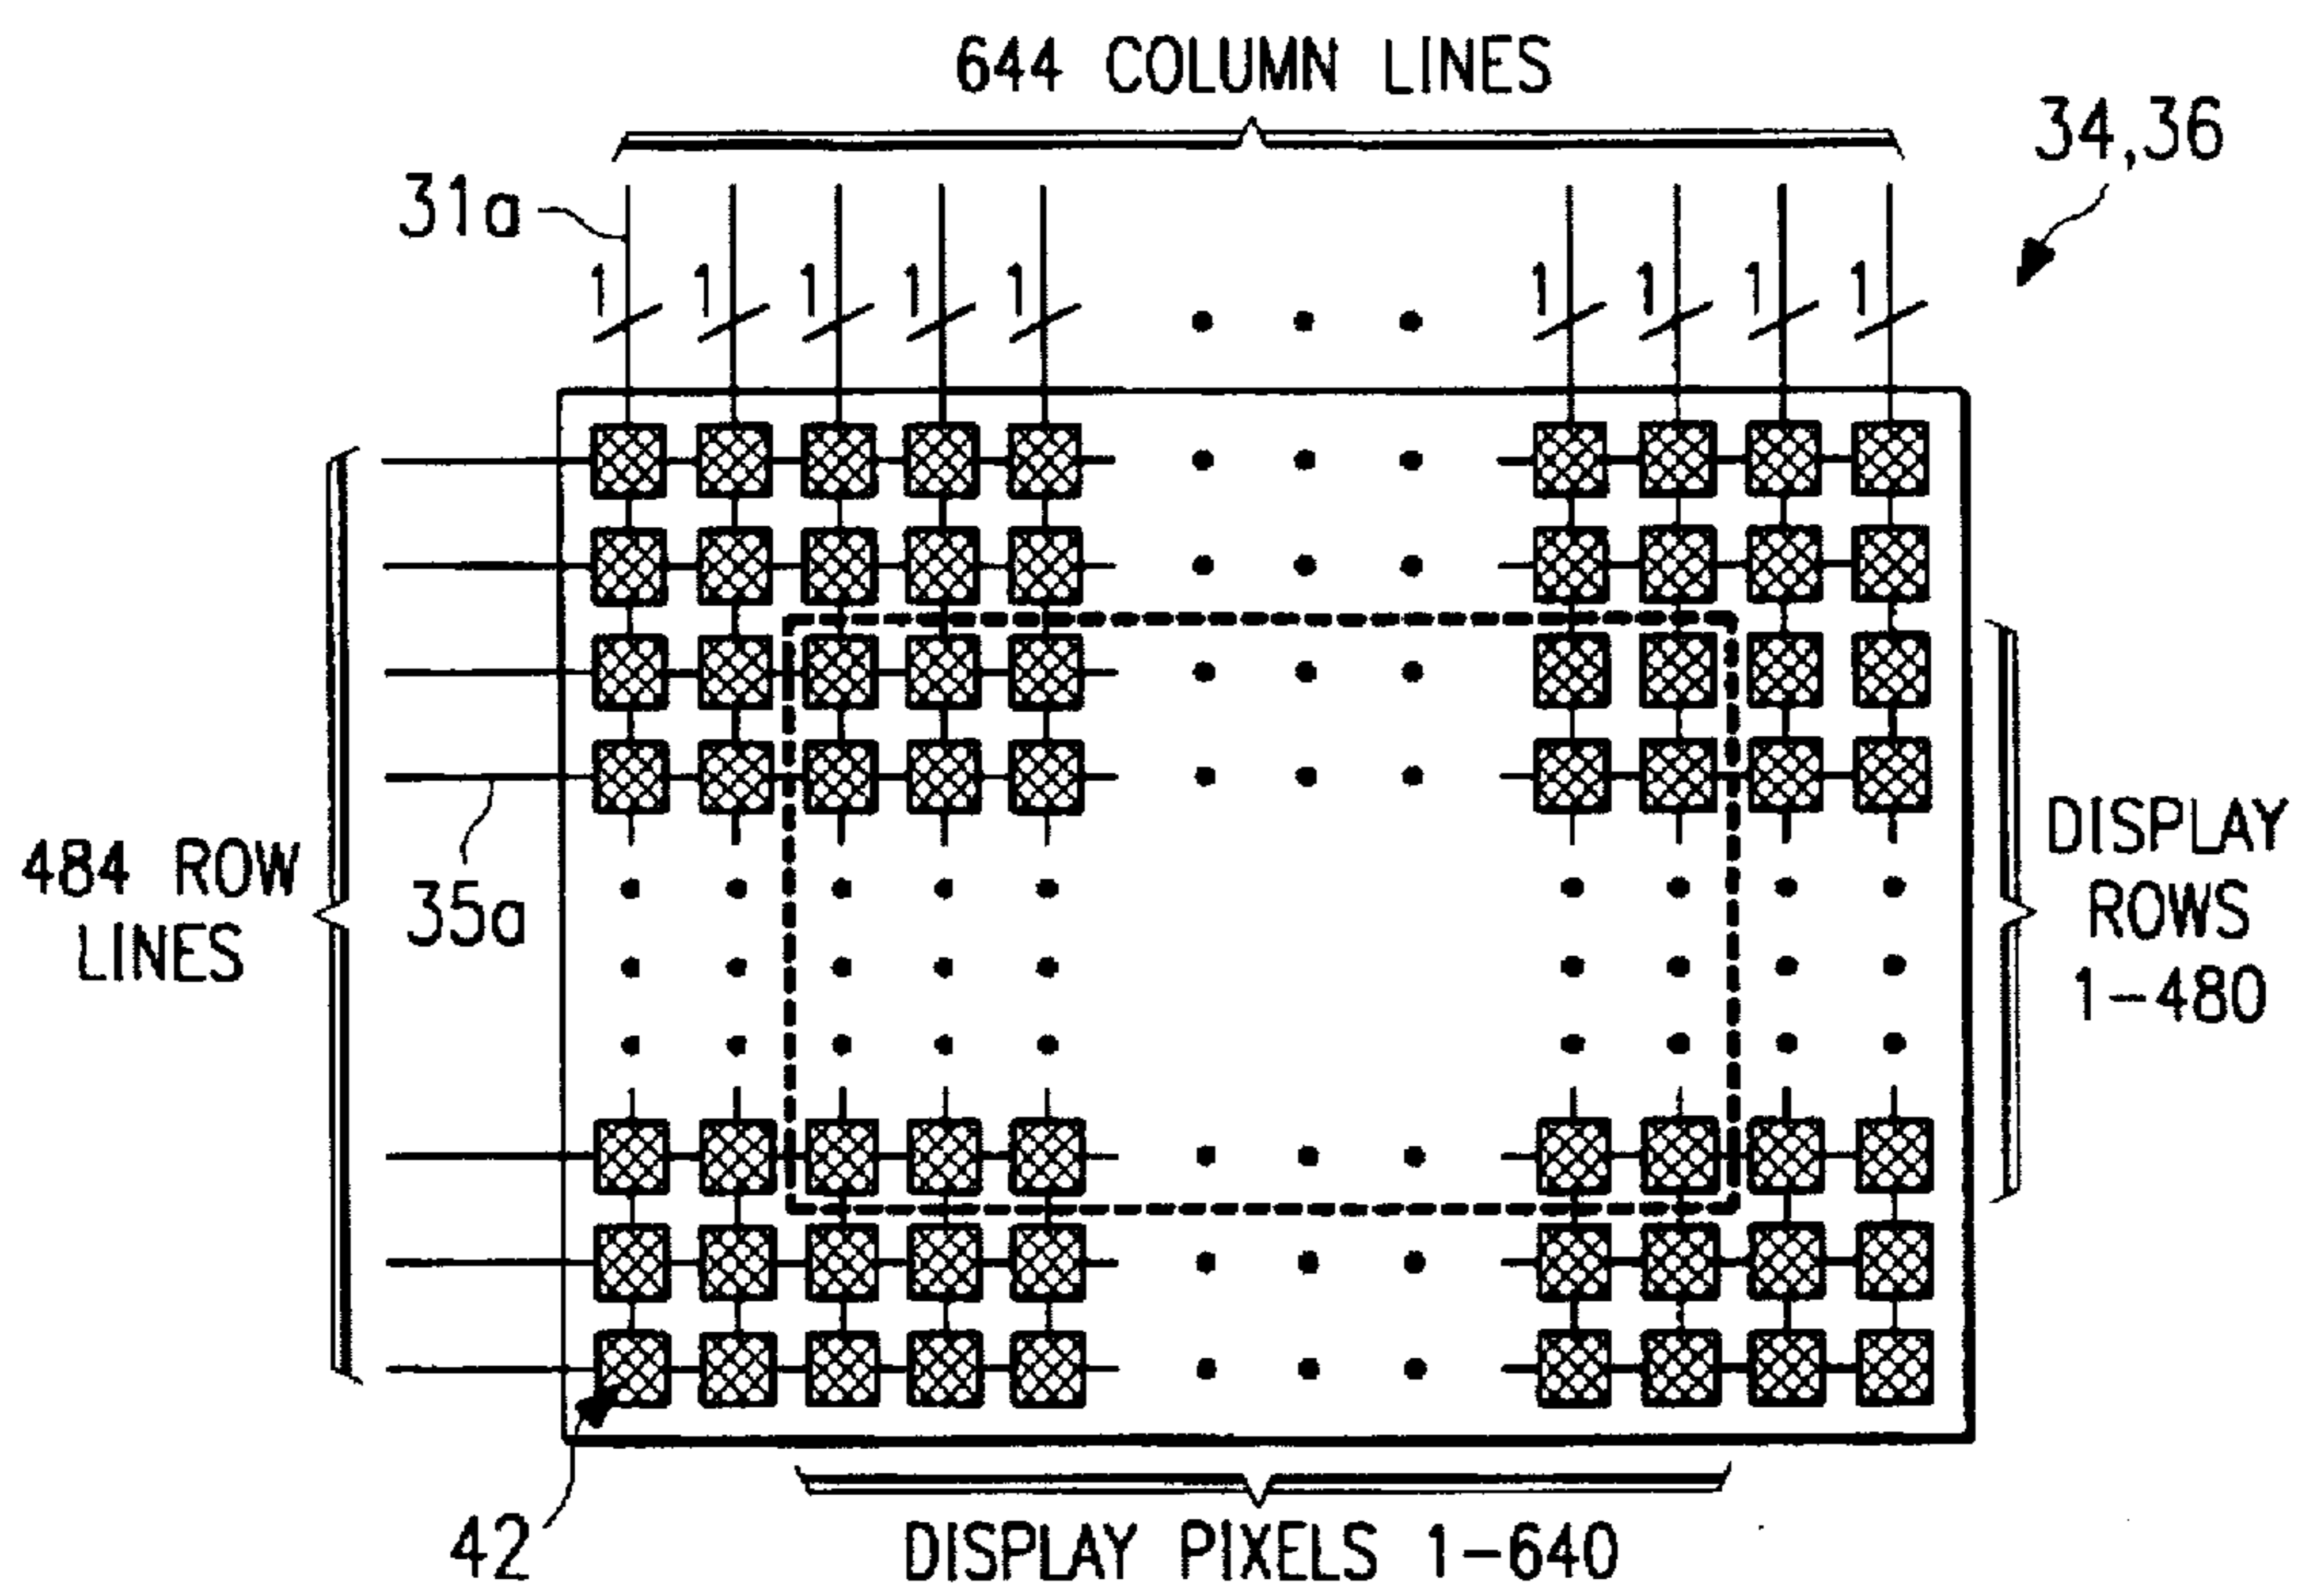 644 COLUMN LINES
34,36
31a
1 1 1 1 1 1 1 1 1
484 ROW
LINES
35a
DISPLAY
ROWS
1-480
42
DISPLAY PIXELS 1-640